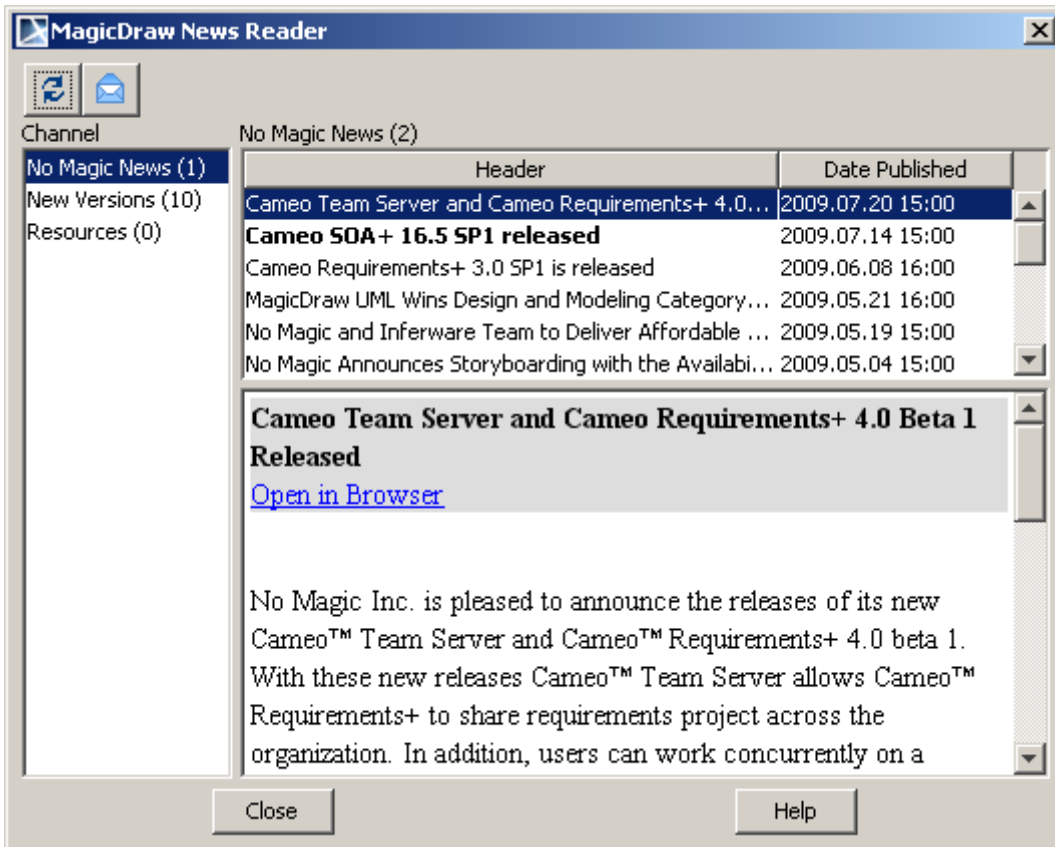 MagicDraw News Reader
Channel
No Magic News (2)
No Magic News (1)
New Versions (10)
Resources (0)
Header Date Published
Cameo Team Server and Cameo Requirements+ 4.0... 2009.07.20 15:00
Cameo SOA+ 16.5 SP1 released 2009.07.14 15:00
Cameo Requirements+ 3.0 SP1 is released 2009.06.08 16:00
MagicDraw UML Wins Design and Modeling Category... 2009.05.21 16:00
No Magic and Inferware Team to Deliver Affordable ... 2009.05.19 15:00
No Magic Announces Storyboarding with the Availabi... 2009.05.04 15:00
Cameo Team Server and Cameo Requirements+ 4.0 Beta 1
Released
Open in Browser
No Magic Inc. is pleased to announce the releases of its new
Cameo™ Team Server and Cameo™ Requirements+ 4.0 beta 1.
With these new releases Cameo™ Team Server allows Cameo™
Requirements+ to share requirements project across the
organization. In addition, users can work concurrently on a
Close Help